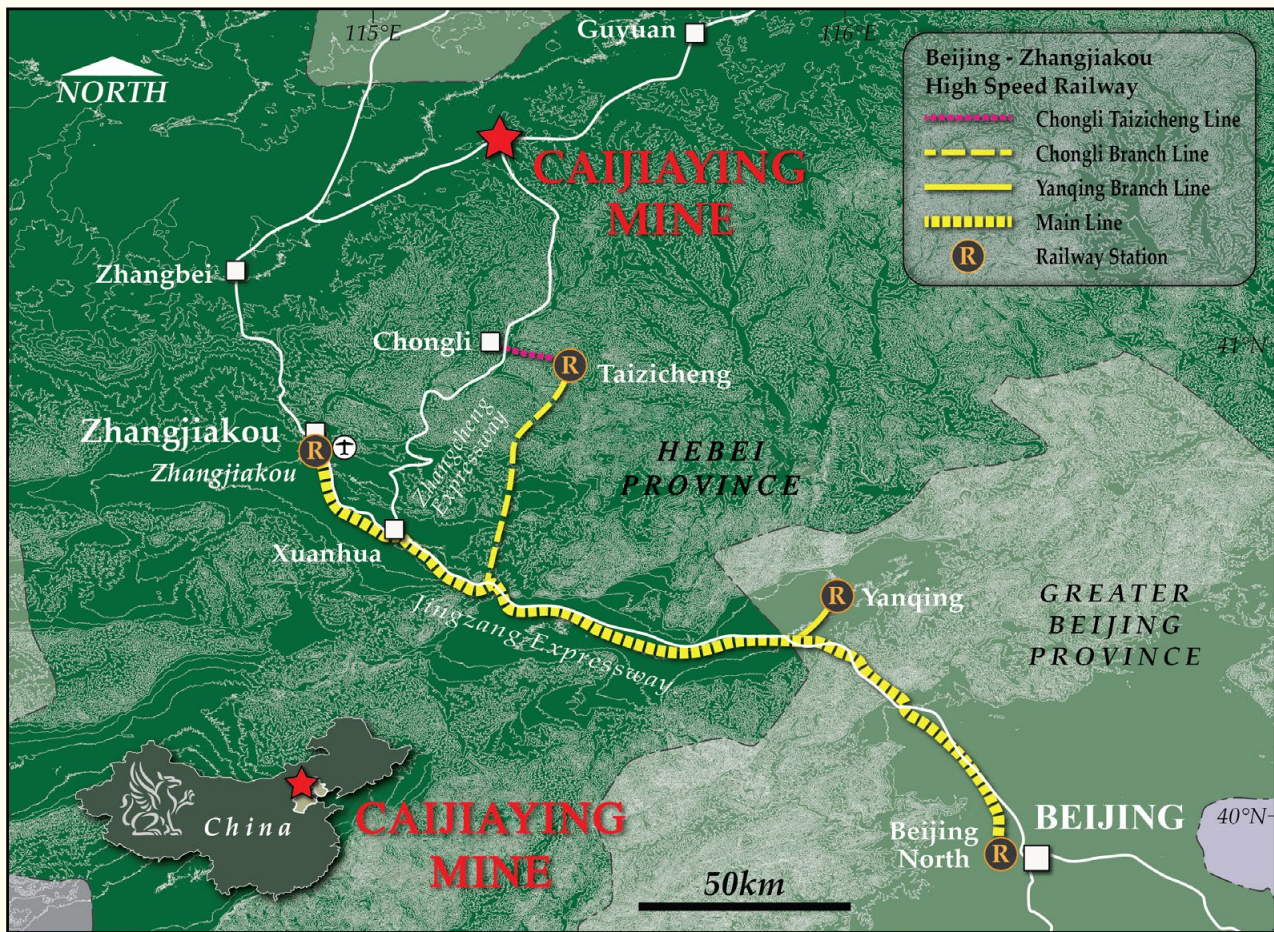 115°E
Guyuan
116°E
NORTH
Beijing - Zhangjiakou
High Speed Railway
Chongli Taizicheng Line
Chongli Branch Line
Yanqing Branch Line
Main Line
R
Railway Station
CAIJIAYING
MINE
Zhangbei
Chongli
41°N
R
Taizicheng
Zhangjiakou
R
Zhangjiakou
Zhangcheng
Expressway
HEBEI
PROVINCE
Xuanhua
Jingzang Expressway
R
Yanqing
GREATER
BEIJING
PROVINCE
China
CAIJIAYING
MINE
BEIJING
40°N
Beijing
North
R
50km